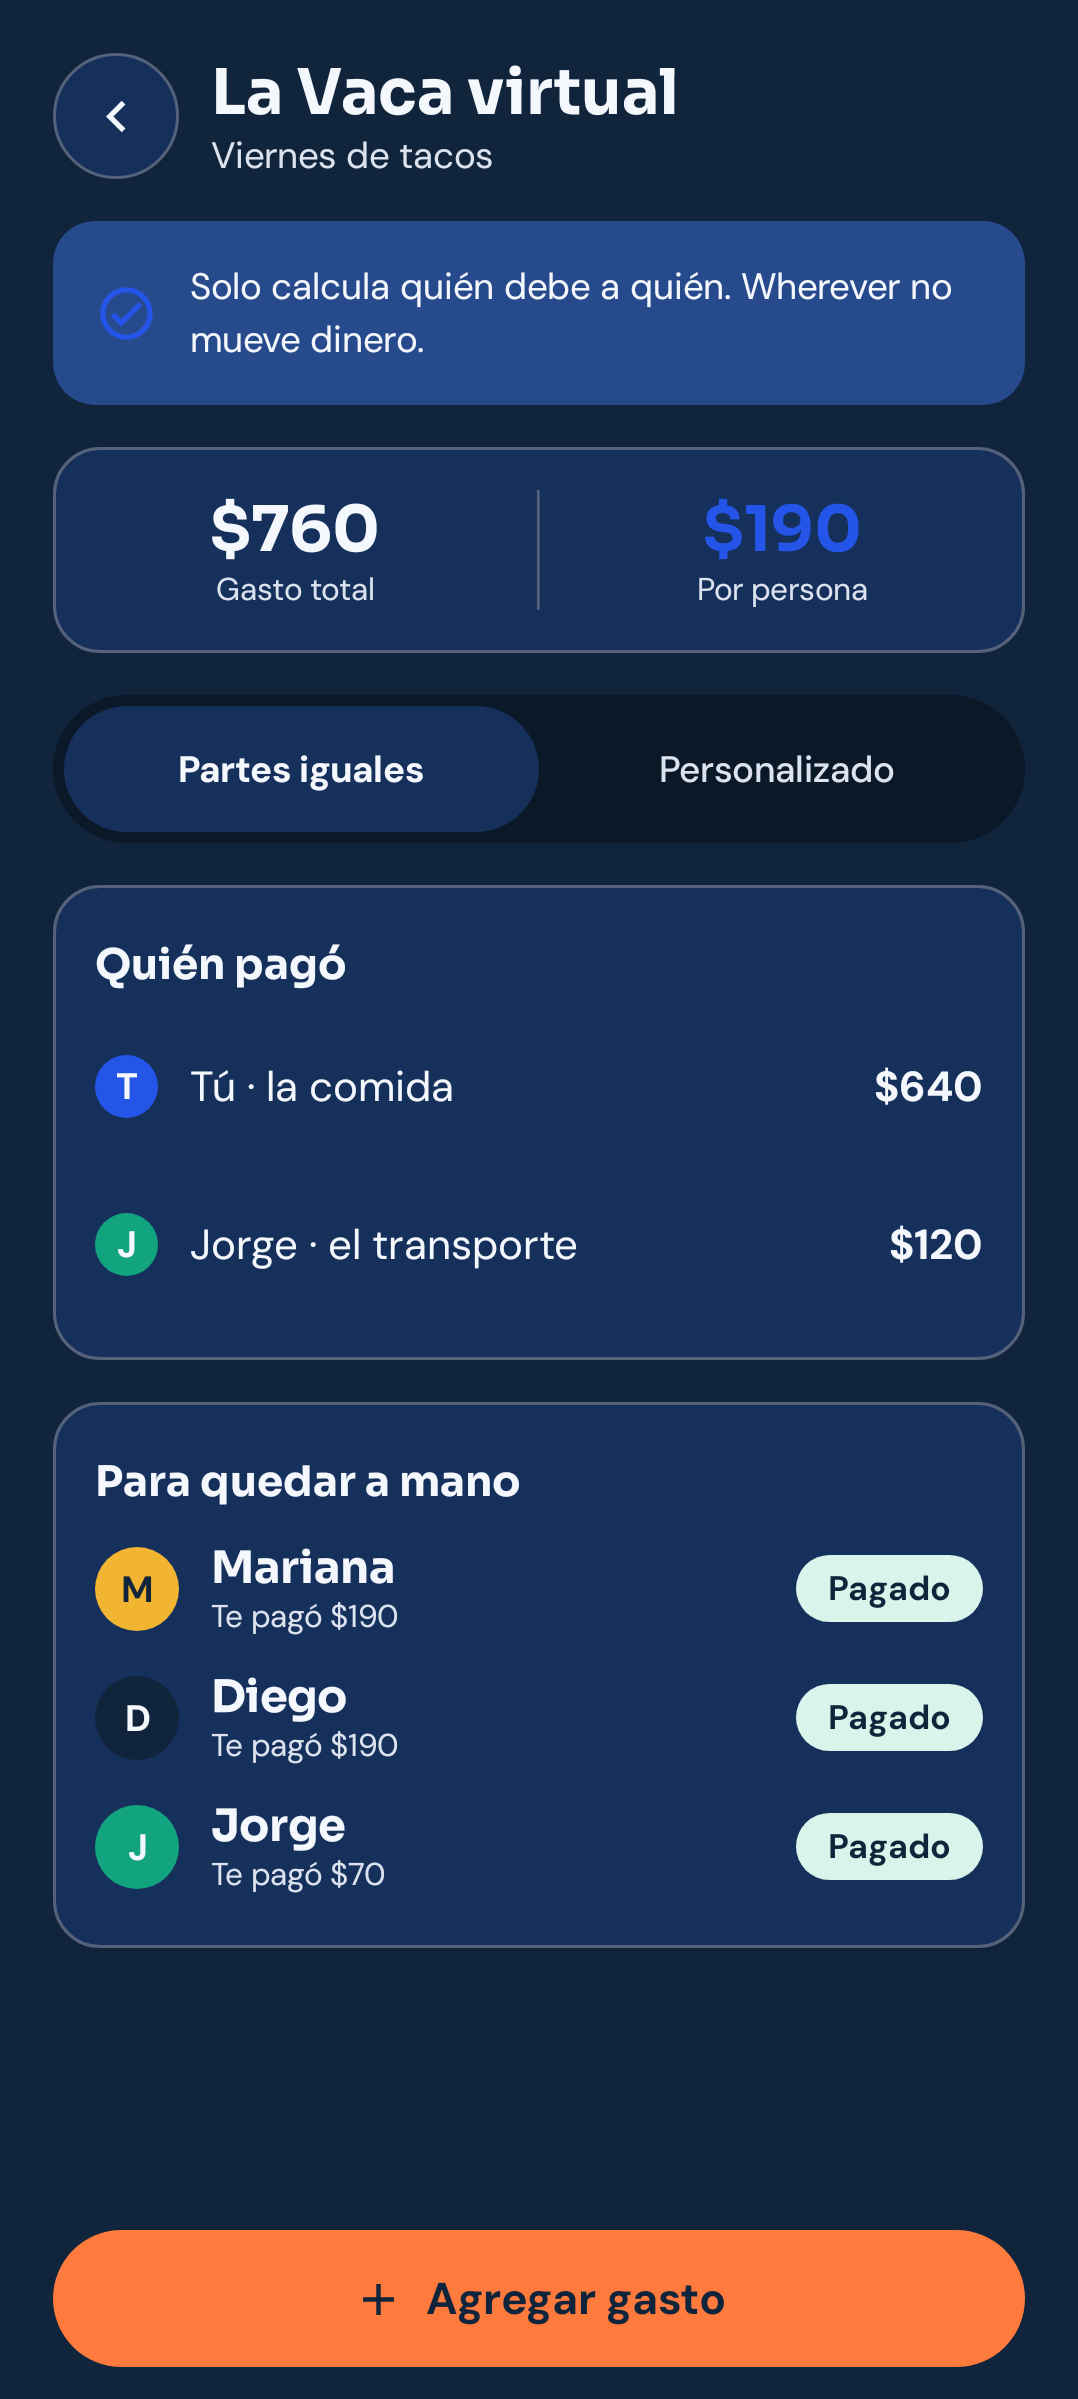 La Vaca virtual
Viernes de tacos
Solo calcula quién debe a quién. Wherever no
mueve dinero.
$760
Gasto total
$190
Por persona
Partes iguales
Personalizado
Quién pagó
T
Tú · la comida
$640
J
Jorge · el transporte
$120
Para quedar a mano
M
Mariana
Te pagó $190
Pagado
D
Diego
Te pagó $190
Pagado
J
Jorge
Te pagó $70
Pagado
+ Agregar gasto